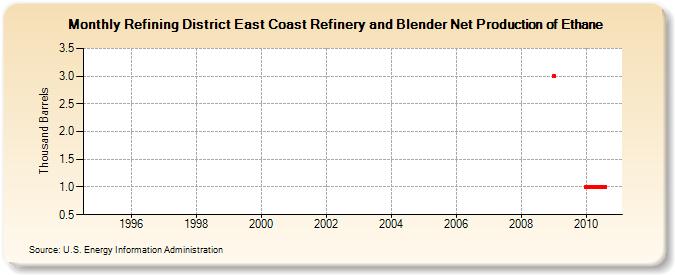 Monthly Refining District East Coast Refinery and Blender Net Production of Ethane
Thousand Barrels
3.5
3.0
2.5
2.0
1.5
1.0
0.5
1996 1998 2000 2002 2004 2006 2008 2010
Source: U.S. Energy Information Administration